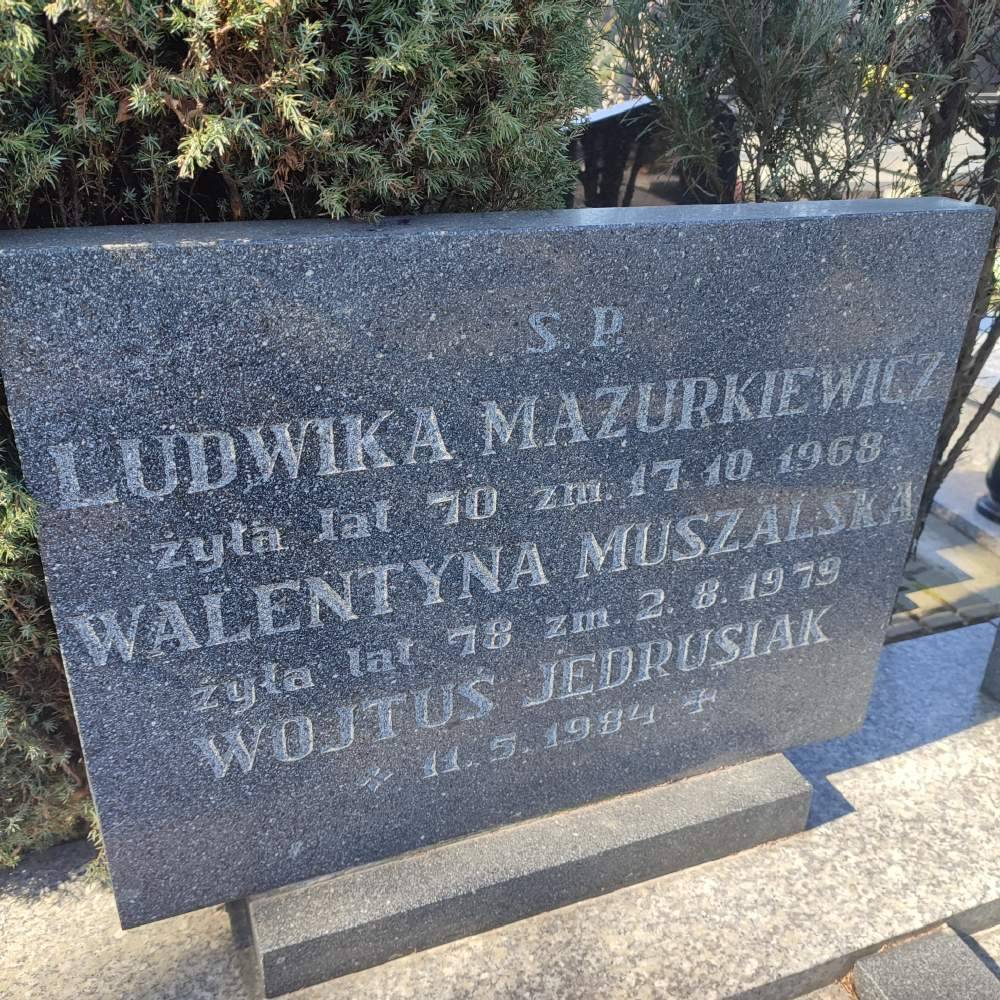 S. P.
LUDWIKA MAZURKIEWICZ
żyła lat 70 zm. 17. 10. 1968
WALENTYNA MUSZALSKA
żyła lat 78 zm. 2. 8. 1979
WOJTUS JĘDRUSIAK
* 11. 5. 1984 +